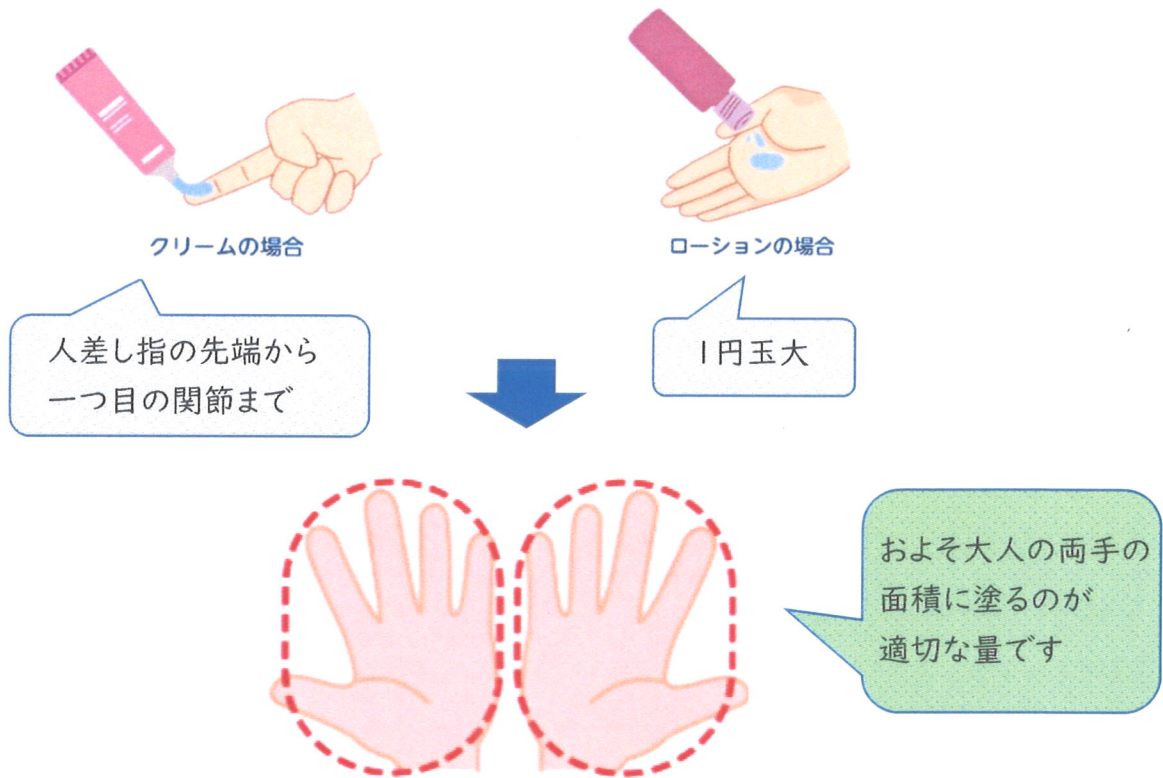 クリームの場合
ローションの場合
人差し指の先端から
一つ目の関節まで
1円玉大
およそ大人の両手の
面積に塗るのが
適切な量です